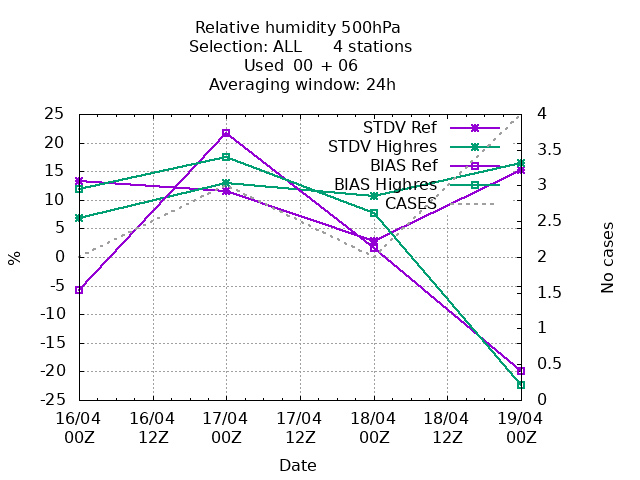 Relative humidity 500hPa
Selection: ALL 4 stations
Used 00 + 06
Averaging window: 24h
25
20
15
10
5
0
-5
-10
-15
-20
-25
%
STDV Ref
STDV Highres
BIAS Ref
BIAS Highres
CASES
4
3.5
3
2.5
2
1.5
1
0.5
0
No cases
16/04 16/04 17/04 17/04 18/04 18/04 19/04
00Z 12Z 00Z 12Z 00Z 12Z 00Z
Date